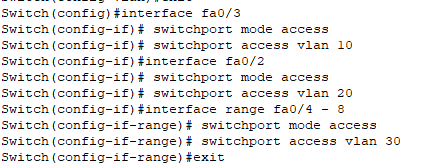 Switch(config)#interface fa0/3
Switch(config-if)# switchport mode access
Switch(config-if)# switchport access vlan 10
Switch(config-if)#interface fa0/2
Switch(config-if)# switchport mode access
Switch(config-if)# switchport access vlan 20
Switch(config-if)#interface range fa0/4 - 8
Switch(config-if-range)# switchport mode access
Switch(config-if-range)# switchport access vlan 30
Switch(config-if-range)#exit